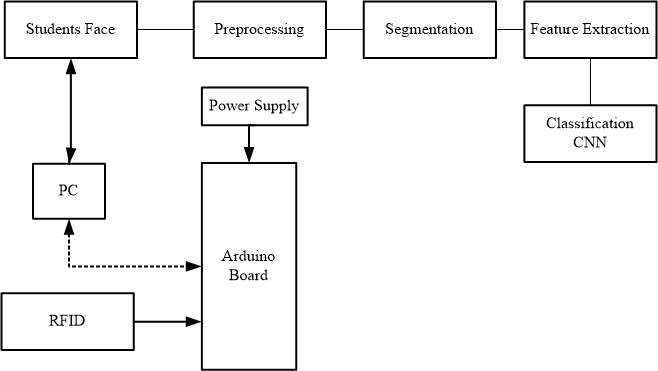 Students Face
Preprocessing
Segmentation
Feature Extraction
Power Supply
Classification
CNN
PC
Arduino
Board
RFID